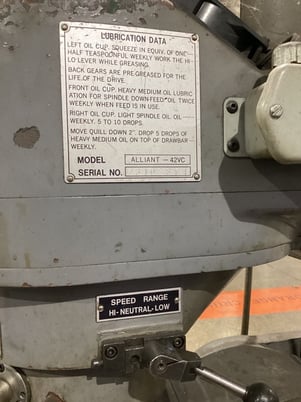 LUBRICATION DATA
LEFT OIL CUP, SQUEEZE IN EQUIV. OF ONE-
HALF TEASPOONFUL WEEKLY WORK THE HI-
LO LEVER WHILE GREASING.
BACK GEARS ARE PREGREASED FOR THE
LIFE OF THE DRIVE.
FRONT OIL CUP, HEAVY MEDIUM OIL LUBRIC
ATION FOR SPINDLE DOWN-FEED OIL TWICE
WEEKLY WHEN FEED IS IN USE.
RIGHT OIL CUP. LIGHT SPINDLE OIL
WEEKLY. 5 TO 10 DROPS.
MOVE QUILL DOWN 2". DROP 5 DROPS OF
HEAVY MEDIUM OIL ON TOP OF DRAWBAR
WEEKLY.
MODEL ALLIANT - 42VC
SERIAL NO.
SPEED RANGE
HI-NEUTRAL-LOW